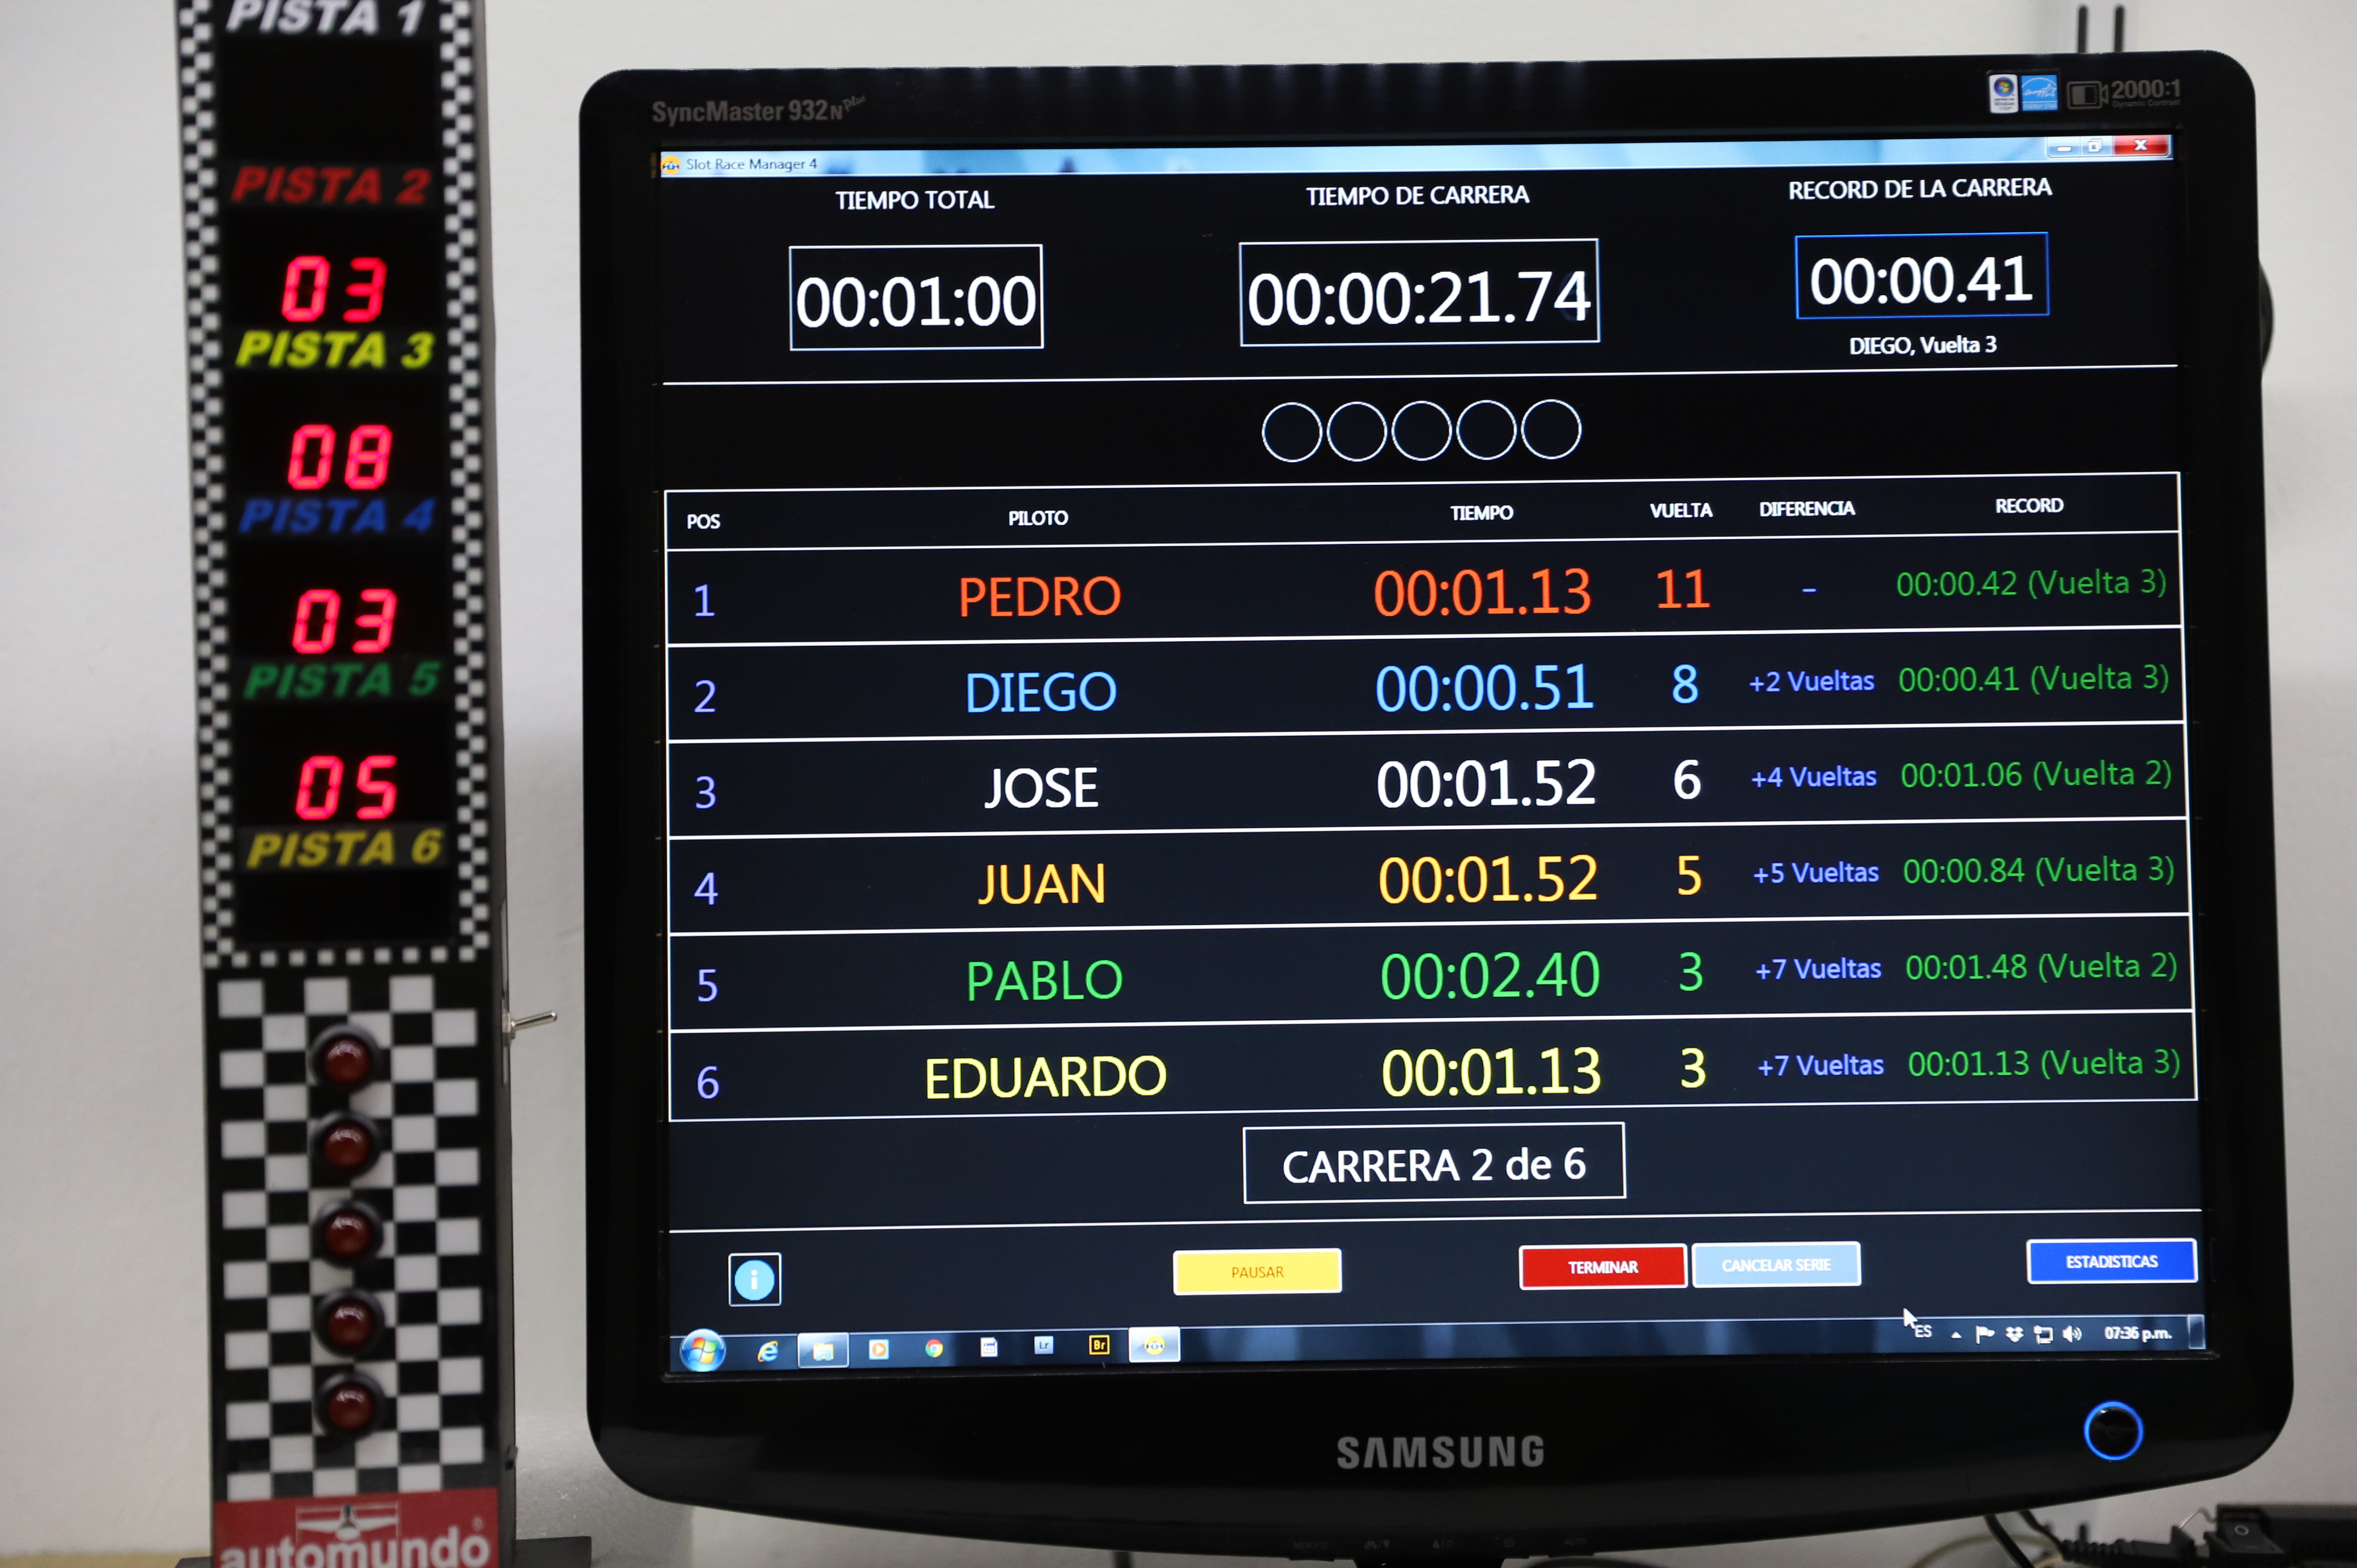 PISTA 1
PISTA 2
03
PISTA 3
08
PISTA 4
03
PISTA 5
05
PISTA 6
automundo
SyncMaster 932N Plus
2000:1
Dynamic Contrast
Slot Race Manager 4
TIEMPO TOTAL TIEMPO DE CARRERA RECORD DE LA CARRERA
00:01:00 00:00:21.74 00:00.41
DIEGO, Vuelta 3
POS PILOTO TIEMPO VUELTA DIFERENCIA RECORD
1 PEDRO 00:01.13 11 - 00:00.42 (Vuelta 3)
2 DIEGO 00:00.51 8 +2 Vueltas 00:00.41 (Vuelta 3)
3 JOSE 00:01.52 6 +4 Vueltas 00:01.06 (Vuelta 2)
4 JUAN 00:01.52 5 +5 Vueltas 00:00.84 (Vuelta 3)
5 PABLO 00:02.40 3 +7 Vueltas 00:01.48 (Vuelta 2)
6 EDUARDO 00:01.13 3 +7 Vueltas 00:01.13 (Vuelta 3)
CARRERA 2 de 6
PAUSAR TERMINAR CANCELAR SERIE ESTADISTICAS
Lr Br ES 07:36 p.m.
SAMSUNG